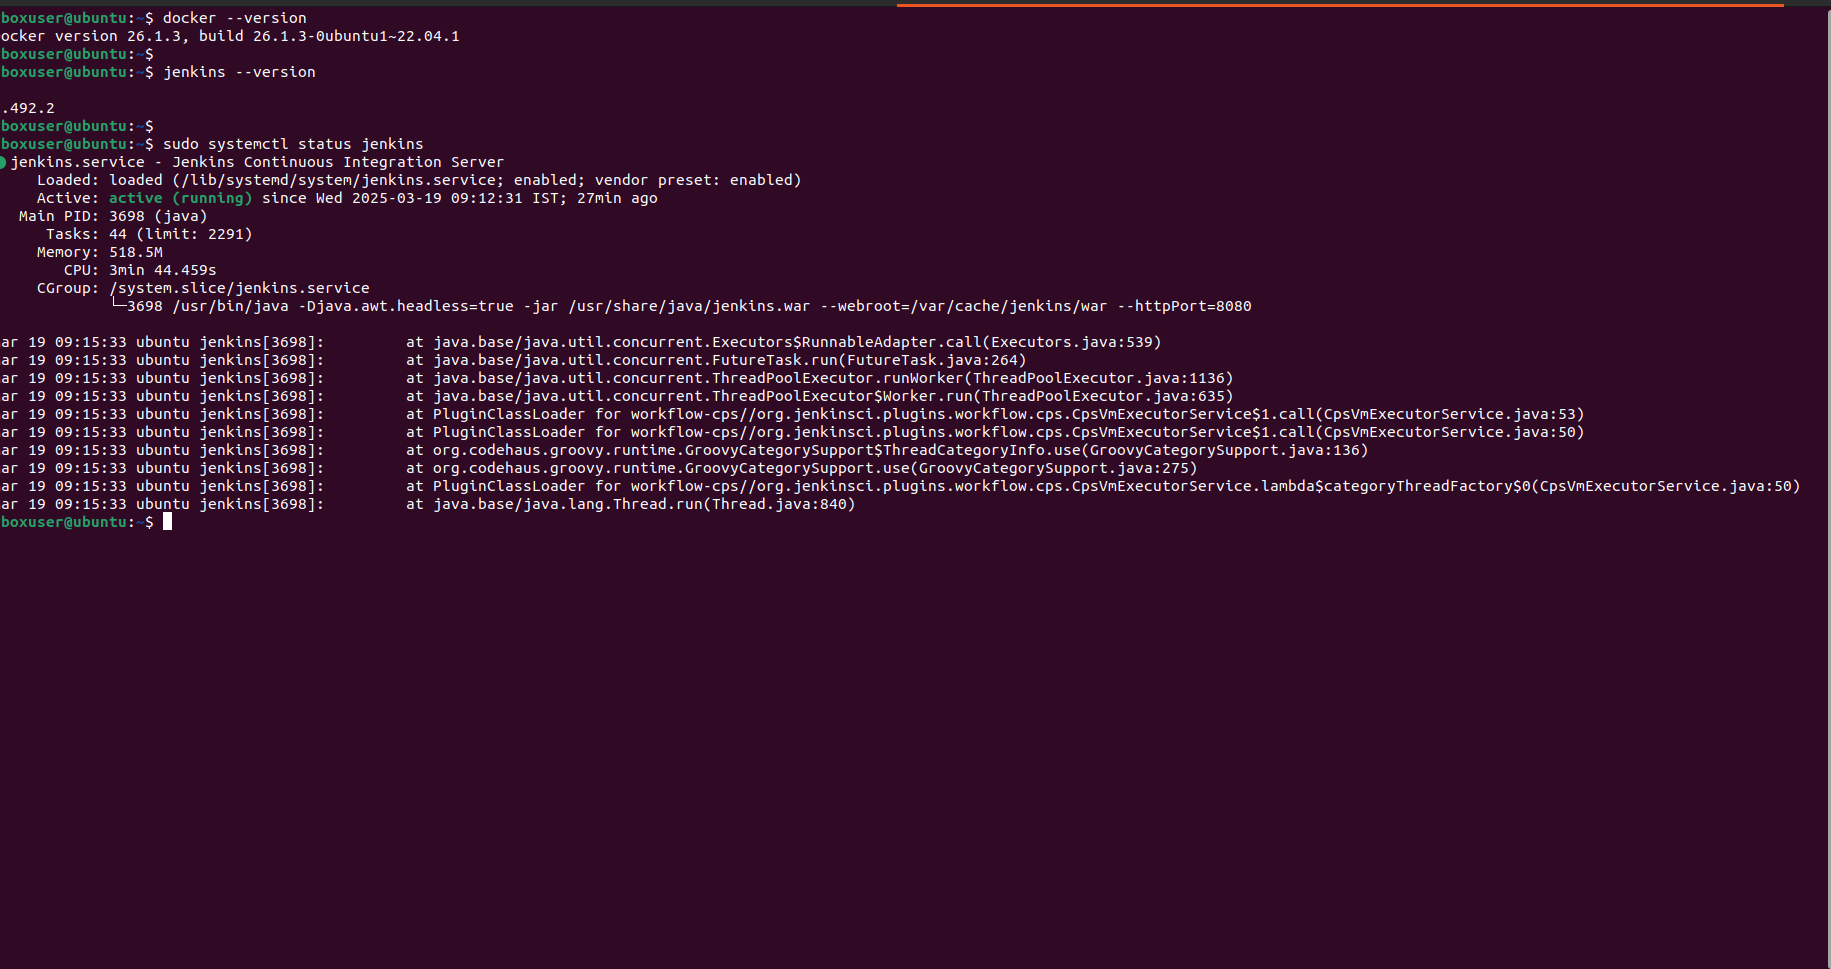 boxuser@ubuntu:~$ docker --version
ocker version 26.1.3, build 26.1.3-0ubuntu1~22.04.1
boxuser@ubuntu:~$
boxuser@ubuntu:~$ jenkins --version
.492.2
boxuser@ubuntu:~$
boxuser@ubuntu:~$ sudo systemctl status jenkins
● jenkins.service - Jenkins Continuous Integration Server
Loaded: loaded (/lib/systemd/system/jenkins.service; enabled; vendor preset: enabled)
Active: active (running) since Wed 2025-03-19 09:12:31 IST; 27min ago
Main PID: 3698 (java)
Tasks: 44 (limit: 2291)
Memory: 518.5M
CPU: 3min 44.459s
CGroup: /system.slice/jenkins.service
└─3698 /usr/bin/java -Djava.awt.headless=true -jar /usr/share/java/jenkins.war --webroot=/var/cache/jenkins/war --httpPort=8080
ar 19 09:15:33 ubuntu jenkins[3698]:         at java.base/java.util.concurrent.Executors$RunnableAdapter.call(Executors.java:539)
ar 19 09:15:33 ubuntu jenkins[3698]:         at java.base/java.util.concurrent.FutureTask.run(FutureTask.java:264)
ar 19 09:15:33 ubuntu jenkins[3698]:         at java.base/java.util.concurrent.ThreadPoolExecutor.runWorker(ThreadPoolExecutor.java:1136)
ar 19 09:15:33 ubuntu jenkins[3698]:         at java.base/java.util.concurrent.ThreadPoolExecutor$Worker.run(ThreadPoolExecutor.java:635)
ar 19 09:15:33 ubuntu jenkins[3698]:         at PluginClassLoader for workflow-cps//org.jenkinsci.plugins.workflow.cps.CpsVmExecutorService$1.call(CpsVmExecutorService.java:53)
ar 19 09:15:33 ubuntu jenkins[3698]:         at PluginClassLoader for workflow-cps//org.jenkinsci.plugins.workflow.cps.CpsVmExecutorService$1.call(CpsVmExecutorService.java:50)
ar 19 09:15:33 ubuntu jenkins[3698]:         at org.codehaus.groovy.runtime.GroovyCategorySupport$ThreadCategoryInfo.use(GroovyCategorySupport.java:136)
ar 19 09:15:33 ubuntu jenkins[3698]:         at org.codehaus.groovy.runtime.GroovyCategorySupport.use(GroovyCategorySupport.java:275)
ar 19 09:15:33 ubuntu jenkins[3698]:         at PluginClassLoader for workflow-cps//org.jenkinsci.plugins.workflow.cps.CpsVmExecutorService.lambda$categoryThreadFactory$0(CpsVmExecutorService.java:50)
ar 19 09:15:33 ubuntu jenkins[3698]:         at java.base/java.lang.Thread.run(Thread.java:840)
boxuser@ubuntu:~$